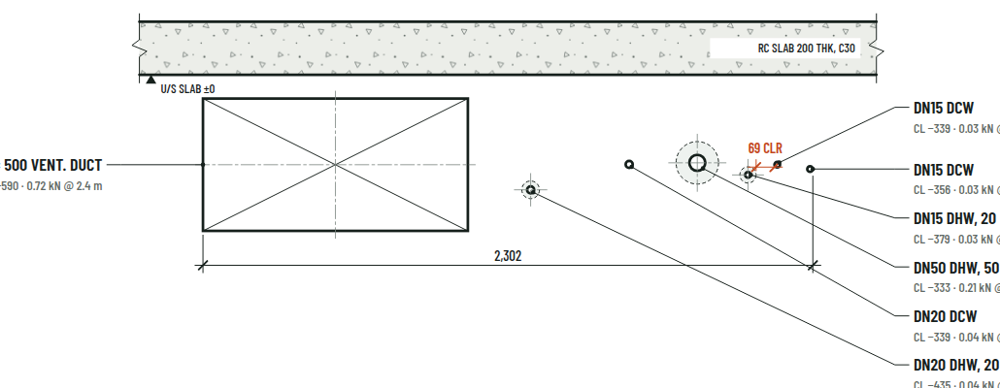 RC SLAB 200 THK, C30
U/S SLAB ±0
500 VENT. DUCT
-590 · 0.72 kN @ 2.4 m
69 CLR
2,302
DN15 DCW
CL −339 · 0.03 kN @
DN15 DCW
CL −356 · 0.03 kN @
DN15 DHW, 20
CL −379 · 0.03 kN @
DN50 DHW, 50
CL −333 · 0.21 kN @
DN20 DCW
CL −339 · 0.04 kN @
DN20 DHW, 20
CL −435 · 0.04 kN @